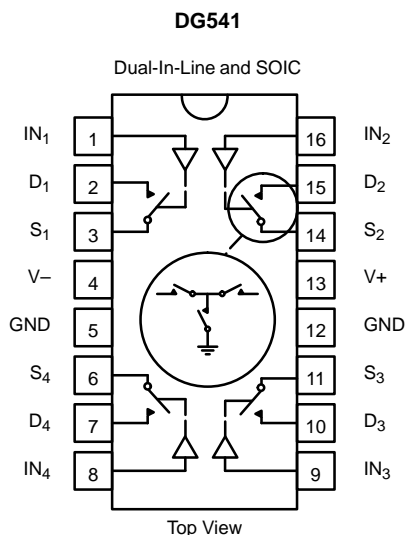 DG541
Dual-In-Line and SOIC
IN1 1 16 IN2
D1 2 15 D2
S1 3 14 S2
V– 4 13 V+
GND 5 12 GND
S4 6 11 S3
D4 7 10 D3
IN4 8 9 IN3
Top View